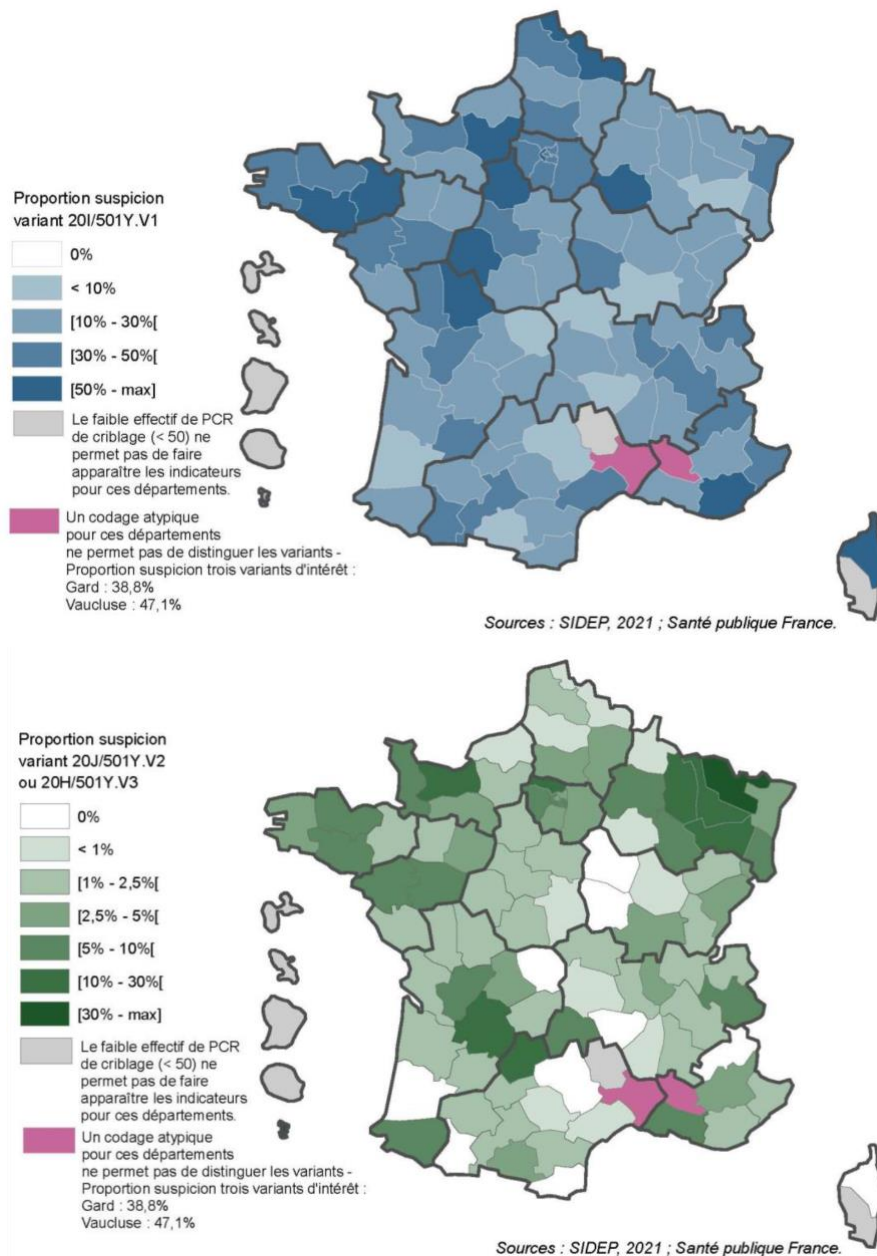 Proportion suspicion
variant 20I/501Y.V1
0%
< 10%
[10% - 30%[
[30% - 50%[
[50% - max]
Le faible effectif de PCR
de criblage (< 50) ne
permet pas de faire
apparaître les indicateurs
pour ces départements.
Un codage atypique
pour ces départements
ne permet pas de distinguer les variants -
Proportion suspicion trois variants d'intérêt :
Gard : 38,8%
Vaucluse : 47,1%
Sources : SIDEP, 2021 ; Santé publique France.
Proportion suspicion
variant 20J/501Y.V2
ou 20H/501Y.V3
0%
< 1%
[1% - 2,5%[
[2,5% - 5%[
[5% - 10%[
[10% - 30%[
[30% - max]
Le faible effectif de PCR
de criblage (< 50) ne
permet pas de faire
apparaître les indicateurs
pour ces départements.
Un codage atypique
pour ces départements
ne permet pas de distinguer les variants -
Proportion suspicion trois variants d'intérêt :
Gard : 38,8%
Vaucluse : 47,1%
Sources : SIDEP, 2021 ; Santé publique France.